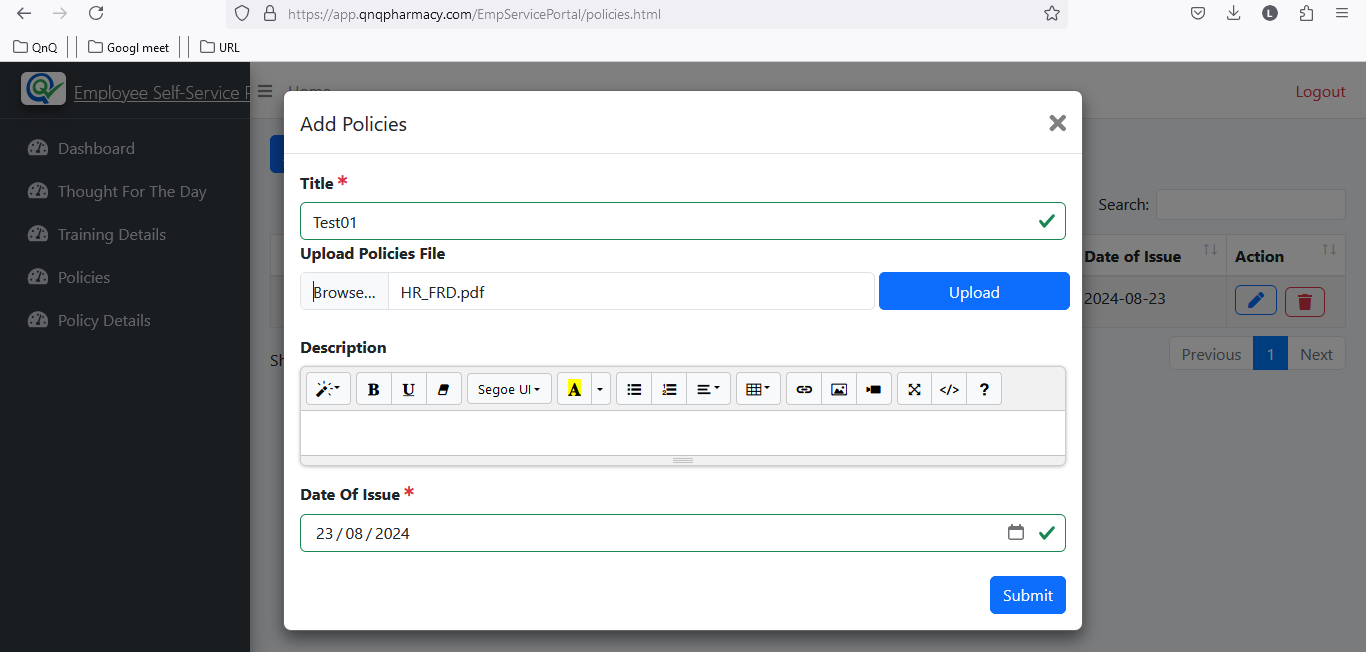 https://app.qnqpharmacy.com/EmpServicePortal/policies.html
L
QnQ Googl meet URL
Employee Self-Service Home Logout
Add Policies
Dashboard
Thought For The Day
Training Details
Policies
Policy Details
Title *
Test01
Upload Policies File
Browse... HR_FRD.pdf Upload
Description
B U Segoe UI A </> ?
Date Of Issue *
23 / 08 / 2024
Submit
Search:
Date of Issue Action
2024-08-23
Previous 1 Next
Sh